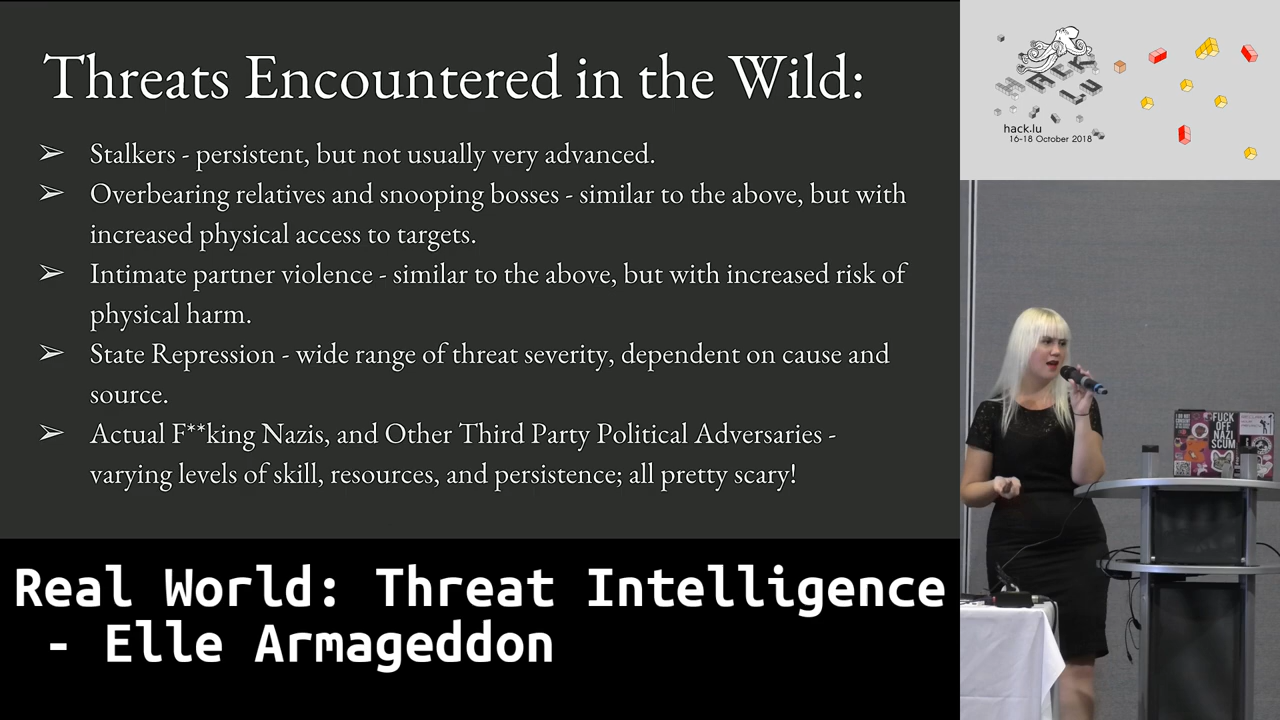 Threats Encountered in the Wild:
➢ Stalkers - persistent, but not usually very advanced.
➢ Overbearing relatives and snooping bosses - similar to the above, but with
increased physical access to targets.
➢ Intimate partner violence - similar to the above, but with increased risk of
physical harm.
➢ State Repression - wide range of threat severity, dependent on cause and
source.
➢ Actual F**king Nazis, and Other Third Party Political Adversaries -
varying levels of skill, resources, and persistence; all pretty scary!
Real World: Threat Intelligence
- Elle Armageddon
HACK
LU
hack.lu
16-18 October 2018
FUCK
OFF
NAZI
SCUM